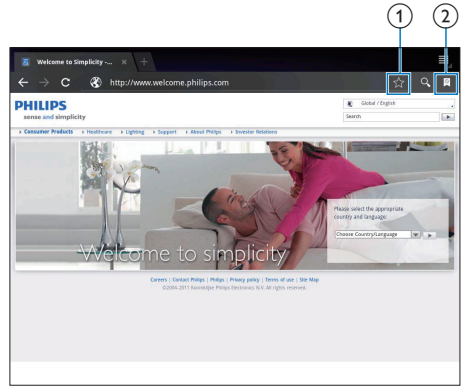 1 2
Welcome to Simplicity -...
http://www.welcome.philips.com
PHILIPS
sense and simplicity
Global / English
Search
Consumer Products Healthcare Lighting Support About Philips Investor Relations
Please select the appropriate
country and language:
Choose Country/Language
Welcome to simplicity
Careers | Contact Philips | Philips | Privacy policy | Terms of use | Site Map
©2004-2011 Koninklijke Philips Electronics N.V. All rights reserved.